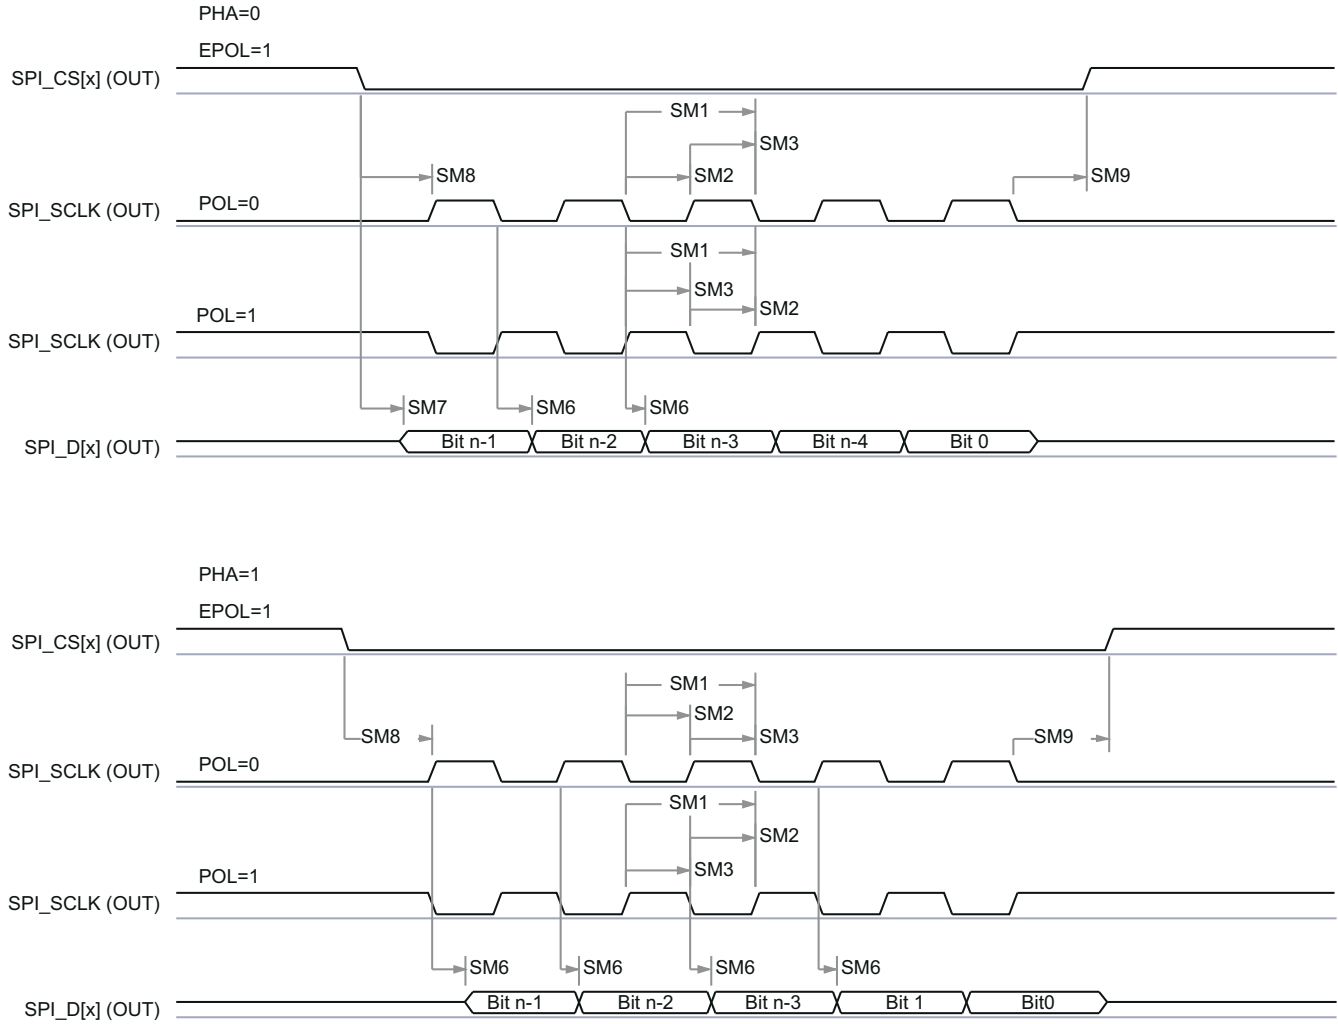 PHA=0
EPOL=1
SPI_CS[x] (OUT)
SM1
SM3
SM8
SM2
SM9
SPI_SCLK (OUT)
POL=0
SM1
SM3
SM2
POL=1
SPI_SCLK (OUT)
SM7
SM6
SM6
SPI_D[x] (OUT)
Bit n-1
Bit n-2
Bit n-3
Bit n-4
Bit 0
PHA=1
EPOL=1
SPI_CS[x] (OUT)
SM1
SM2
SM8
SM3
SM9
SPI_SCLK (OUT)
POL=0
SM1
SM2
SM3
POL=1
SPI_SCLK (OUT)
SM6
SM6
SM6
SM6
SPI_D[x] (OUT)
Bit n-1
Bit n-2
Bit n-3
Bit 1
Bit0